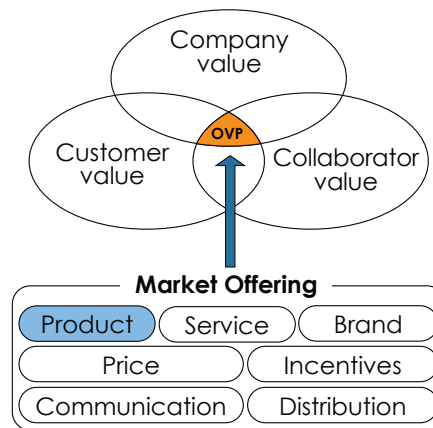 Company
value
OVP
Customer
value
Collaborator
value
Market Offering
Product
Service
Brand
Price
Incentives
Communication
Distribution